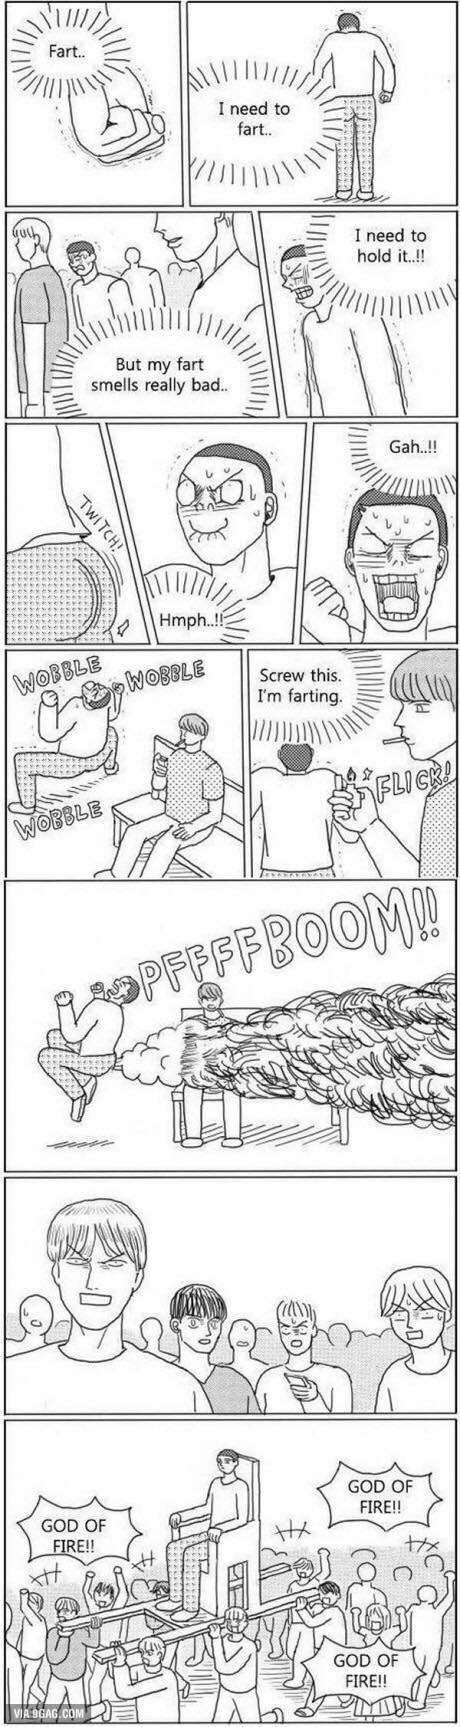 Fart..
I need to
fart..
But my fart
smells really bad..
I need to
hold it..!!
TWITCH!
Hmph..!!
Gah..!!
WOBBLE
WOBBLE
WOBBLE
Screw this.
I'm farting.
FLICK!
PFFFFBOOM!!
GOD OF
FIRE!!
GOD OF
FIRE!!
GOD OF
FIRE!!
VIA 9GAG.COM